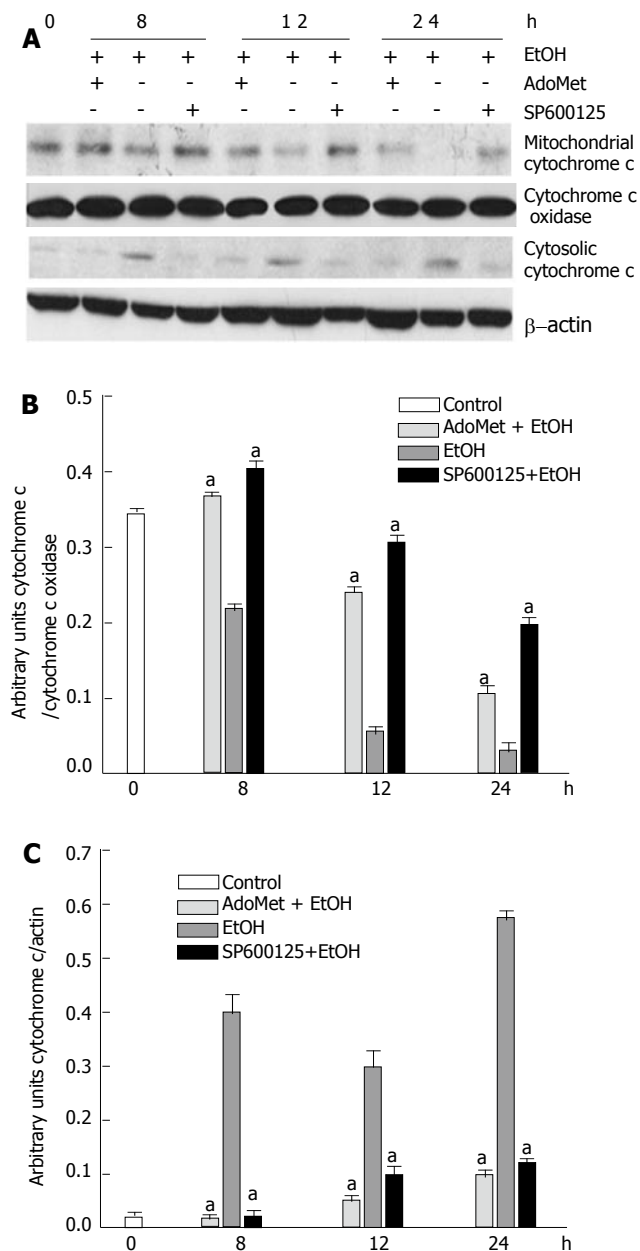 A
0 8 1 2 2 4 h
+ + + + + + + + + EtOH
+ - - + - - + - - AdoMet
- - + - - + - - + SP600125
Mitochondrial
cytochrome c
Cytochrome c
oxidase
Cytosolic
cytochrome c
β–actin
B
0.5
0.4
0.3
0.2
0.1
0.0
Arbitrary units cytochrome c
/cytochrome c oxidase
Control
AdoMet + EtOH
EtOH
SP600125+EtOH
a a a a a a
0 8 12 24 h
C
0.7
0.6
0.5
0.4
0.3
0.2
0.1
0.0
Arbitrary units cytochrome c/actin
Control
AdoMet + EtOH
EtOH
SP600125+EtOH
a a a a a a
0 8 12 24 h